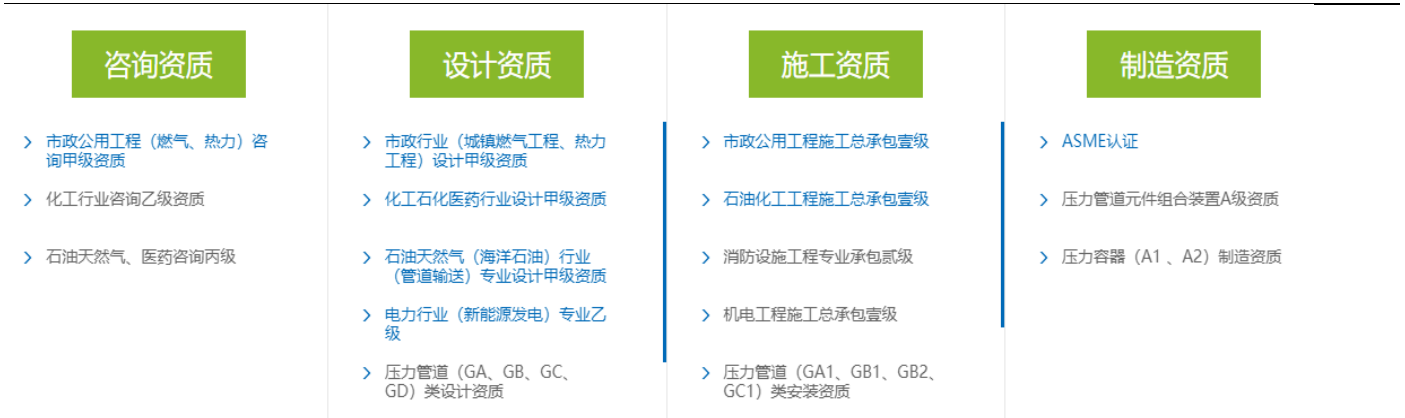 咨询资质
市政公用工程（燃气、热力）咨
询甲级资质
化工行业咨询乙级资质
石油天然气、医药咨询丙级
设计资质
市政行业（城镇燃气工程、热力
工程）设计甲级资质
化工石化医药行业设计甲级资质
石油天然气（海洋石油）行业
（管道输送）专业设计甲级资质
电力行业（新能源发电）专业乙
级
压力管道（GA、GB、GC、
GD）类设计资质
施工资质
市政公用工程施工总承包壹级
石油化工工程施工总承包壹级
消防设施工程专业承包贰级
机电工程施工总承包壹级
压力管道（GA1、GB1、GB2、
GC1）类安装资质
制造资质
ASME认证
压力管道元件组合装置A级资质
压力容器（A1 、A2）制造资质